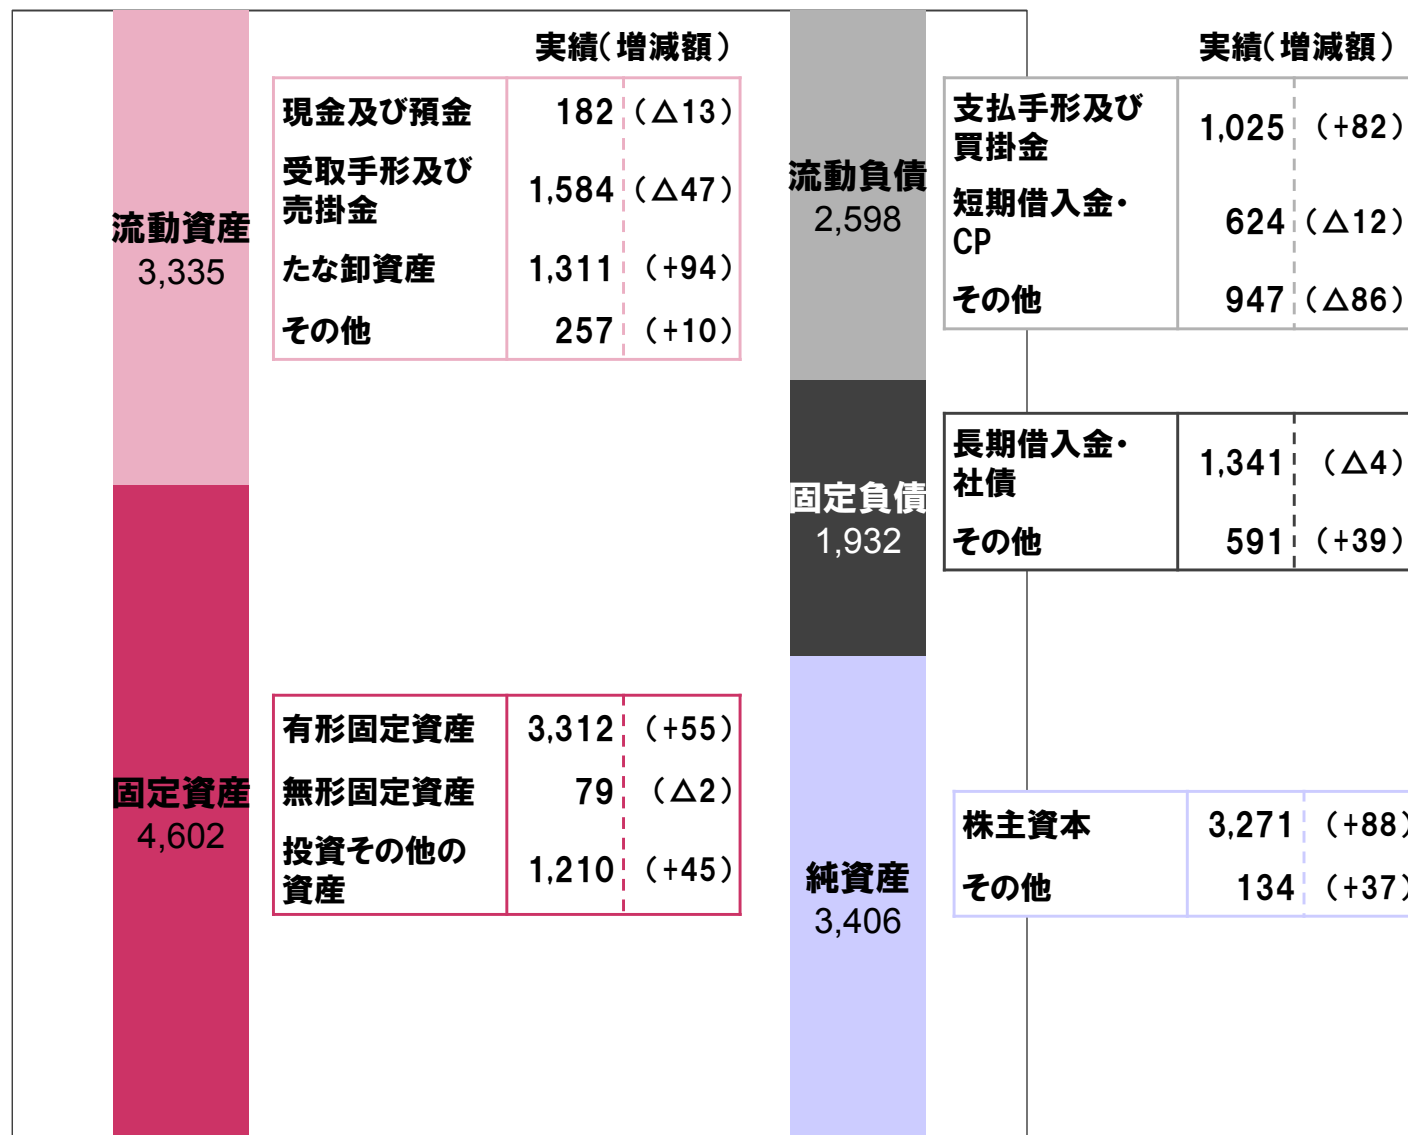 実績(増減額)
流動資産
3,335
現金及び預金 182 (△13)
受取手形及び
売掛金 1,584 (△47)
たな卸資産 1,311 (+94)
その他 257 (+10)
固定資産
4,602
有形固定資産 3,312 (+55)
無形固定資産 79 (△2)
投資その他の
資産 1,210 (+45)
実績(増減額)
流動負債
2,598
支払手形及び
買掛金 1,025 (+82)
短期借入金・
CP 624 (△12)
その他 947 (△86)
固定負債
1,932
長期借入金・
社債 1,341 (△4)
その他 591 (+39)
純資産
3,406
株主資本 3,271 (+88)
その他 134 (+37)